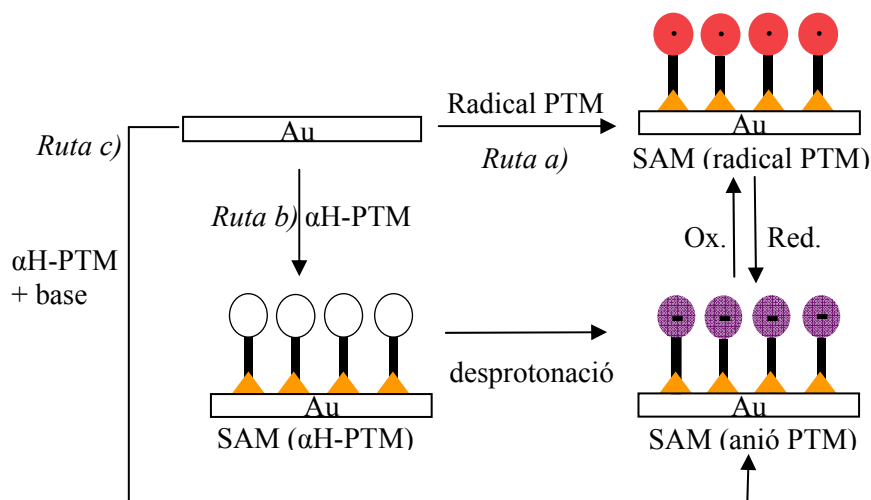 Radical PTM
Au
Ruta a)
Au
SAM (radical PTM)
Ruta c)
Ruta b) αH-PTM
Ox.
Red.
αH-PTM
+ base
desprotonació
Au
SAM (αH-PTM)
Au
SAM (anió PTM)